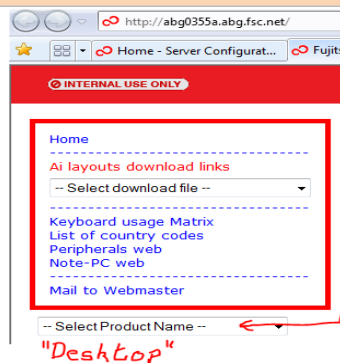 http://abg0355a.abg.fsc.net/
Home - Server Configurat... Fujits
INTERNAL USE ONLY
Home
Ai layouts download links
-- Select download file --
Keyboard usage Matrix
List of country codes
Peripherals web
Note-PC web
Mail to Webmaster
-- Select Product Name --
"Desktop"